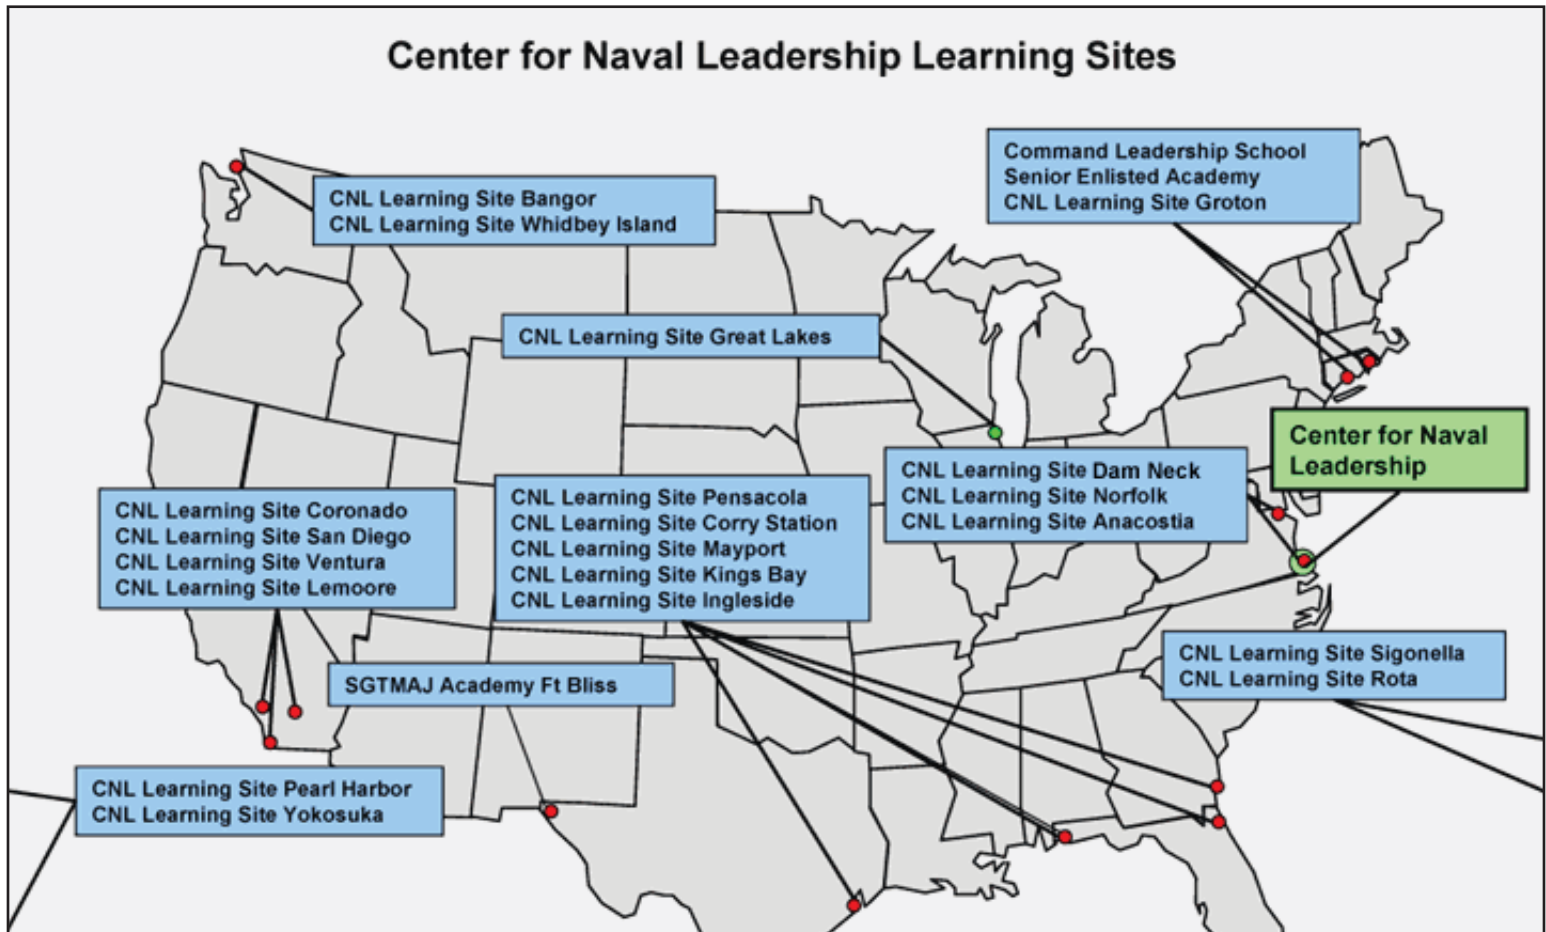 Center for Naval Leadership Learning Sites
Command Leadership School
Senior Enlisted Academy
CNL Learning Site Groton
CNL Learning Site Bangor
CNL Learning Site Whidbey Island
CNL Learning Site Great Lakes
Center for Naval
Leadership
CNL Learning Site Dam Neck
CNL Learning Site Norfolk
CNL Learning Site Anacostia
CNL Learning Site Coronado
CNL Learning Site San Diego
CNL Learning Site Ventura
CNL Learning Site Lemoore
CNL Learning Site Pensacola
CNL Learning Site Corry Station
CNL Learning Site Mayport
CNL Learning Site Kings Bay
CNL Learning Site Ingleside
CNL Learning Site Sigonella
CNL Learning Site Rota
SGTMAJ Academy Ft Bliss
CNL Learning Site Pearl Harbor
CNL Learning Site Yokosuka